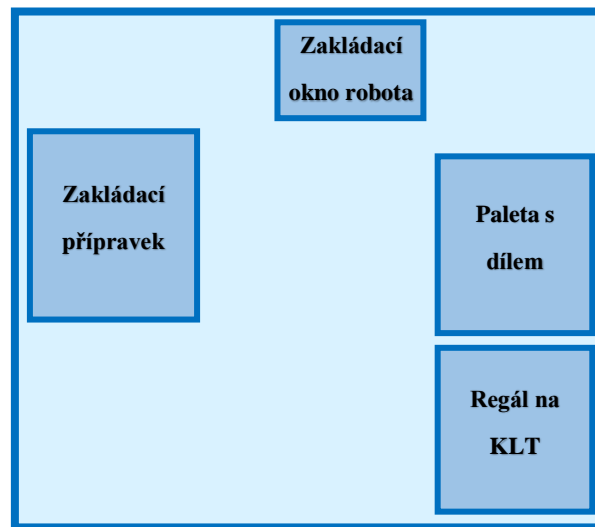 Zakládací
okno robota
Zakládací
přípravek
Paleta s
dílem
Regál na
KLT